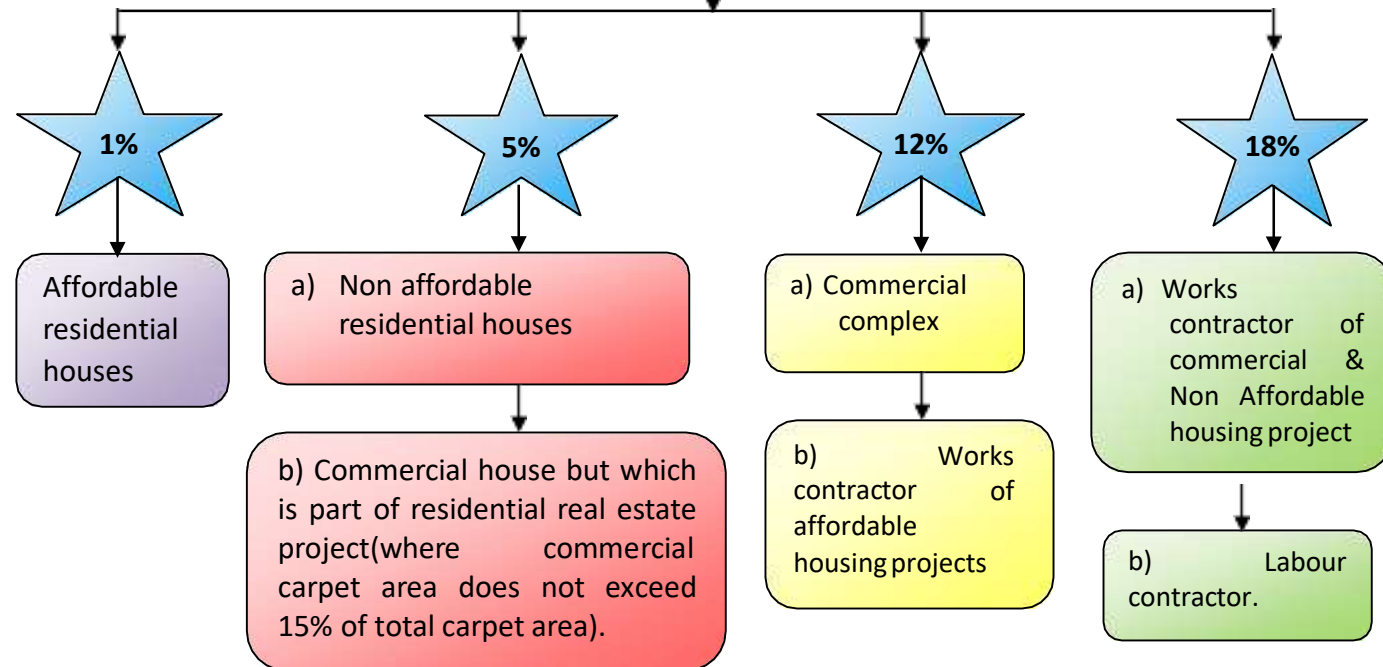 1%
5%
12%
18%
Affordable
residential
houses
a) Non affordable
residential houses
b) Commercial house but which
is part of residential real estate
project(where commercial
carpet area does not exceed
15% of total carpet area).
a) Commercial
complex
b) Works
contractor of
affordable
housing projects
a) Works
contractor of
commercial &
Non Affordable
housing project
b) Labour
contractor.